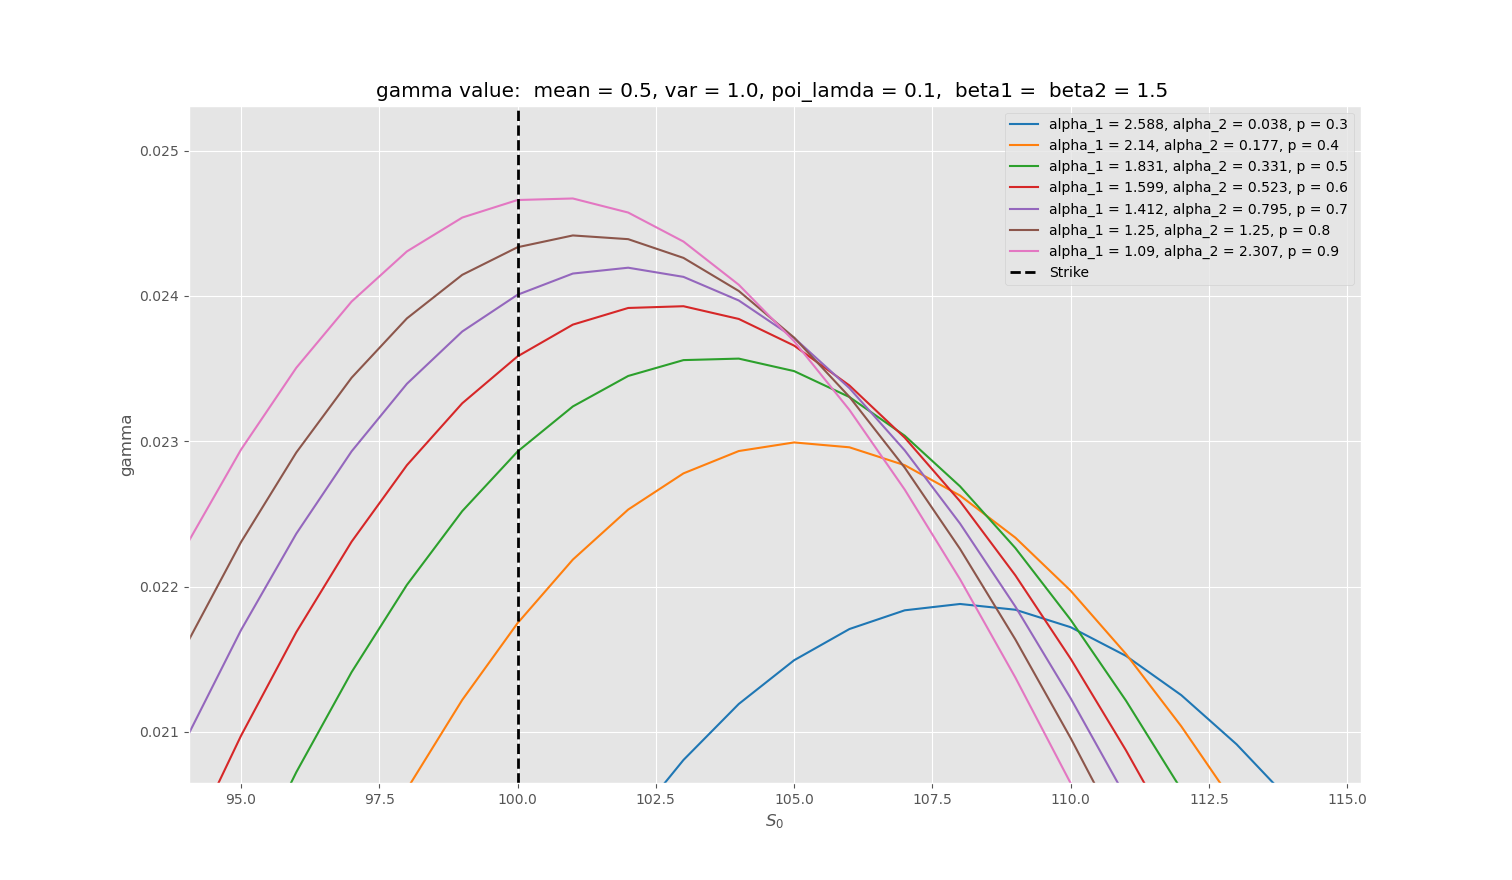 gamma value:  mean = 0.5, var = 1.0, poi_lamda = 0.1,  beta1 =  beta2 = 1.5
alpha_1 = 2.588, alpha_2 = 0.038, p = 0.3
alpha_1 = 2.14, alpha_2 = 0.177, p = 0.4
alpha_1 = 1.831, alpha_2 = 0.331, p = 0.5
alpha_1 = 1.599, alpha_2 = 0.523, p = 0.6
alpha_1 = 1.412, alpha_2 = 0.795, p = 0.7
alpha_1 = 1.25, alpha_2 = 1.25, p = 0.8
alpha_1 = 1.09, alpha_2 = 2.307, p = 0.9
Strike
0.025
0.024
0.023
0.022
0.021
gamma
95.0 97.5 100.0 102.5 105.0 107.5 110.0 112.5 115.0
S₀